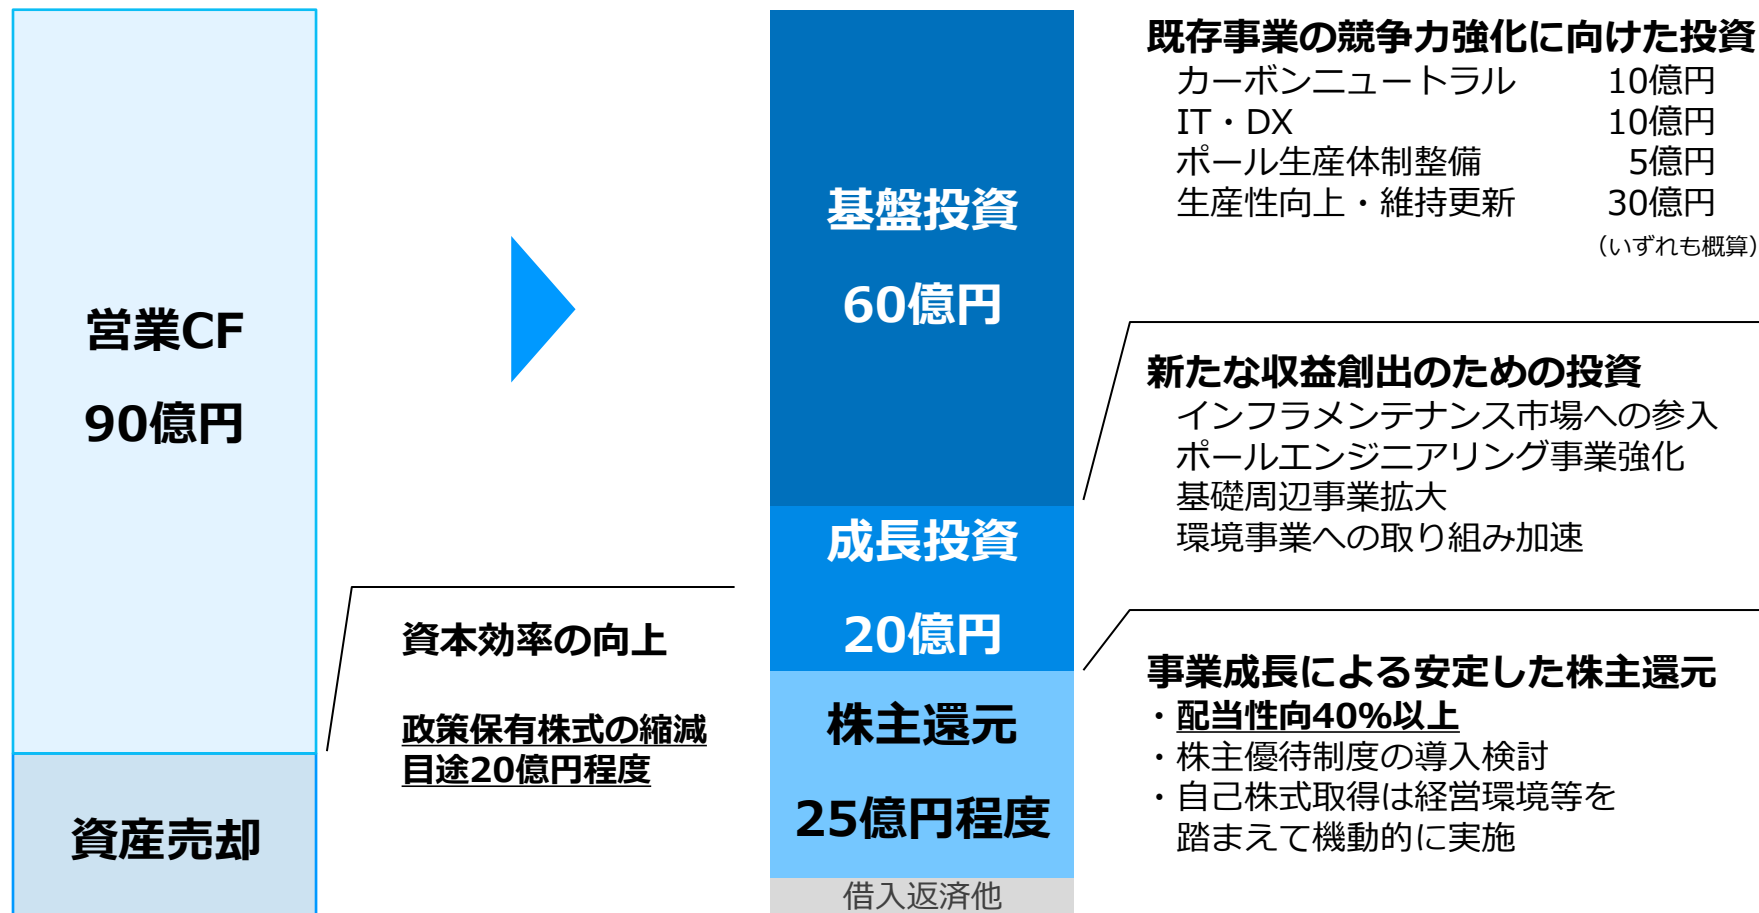 営業CF
90億円
資産売却
資本効率の向上
政策保有株式の縮減
目途20億円程度
基盤投資
60億円
成長投資
20億円
株主還元
25億円程度
借入返済他
既存事業の競争力強化に向けた投資
カーボンニュートラル 10億円
IT・DX 10億円
ポール生産体制整備 5億円
生産性向上・維持更新 30億円
（いずれも概算）
新たな収益創出のための投資
インフラメンテナンス市場への参入
ポールエンジニアリング事業強化
基礎周辺事業拡大
環境事業への取り組み加速
事業成長による安定した株主還元
・配当性向40%以上
・株主優待制度の導入検討
・自己株式取得は経営環境等を
踏まえて機動的に実施